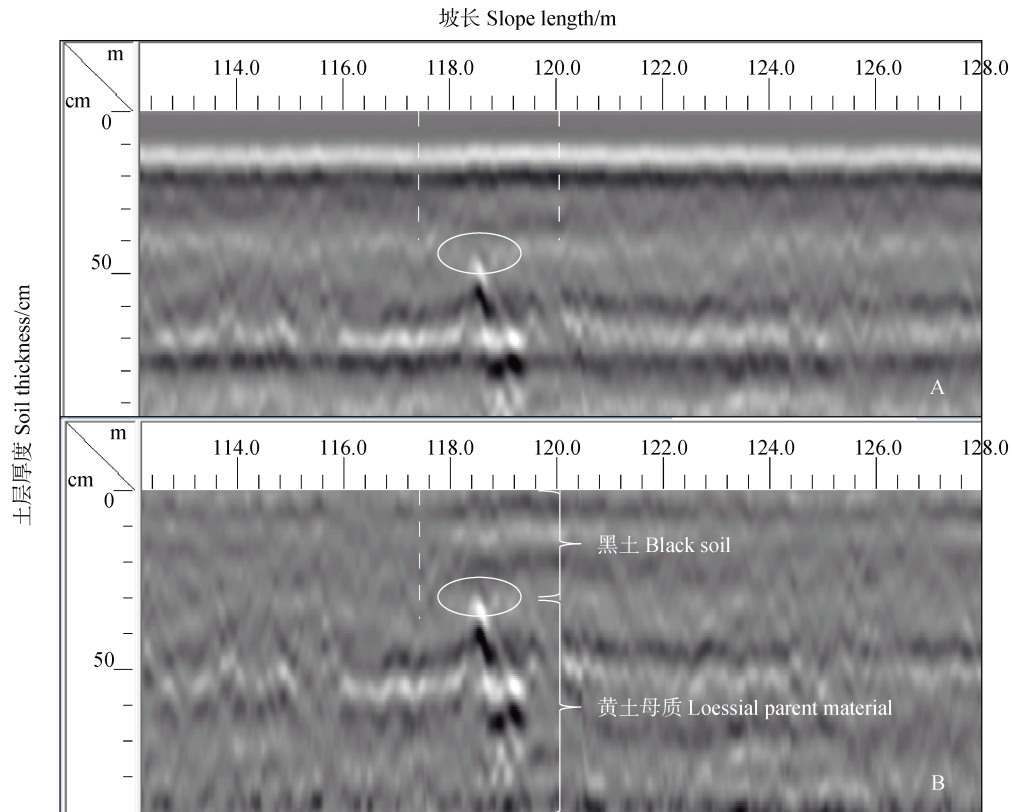 坡长 Slope length/m
m
cm
114.0 116.0 118.0 120.0 122.0 124.0 126.0 128.0
0
50
A
土层厚度 Soil thickness/cm
m
cm
114.0 116.0 118.0 120.0 122.0 124.0 126.0 128.0
0
黑土 Black soil
50
黄土母质 Loessial parent material
B